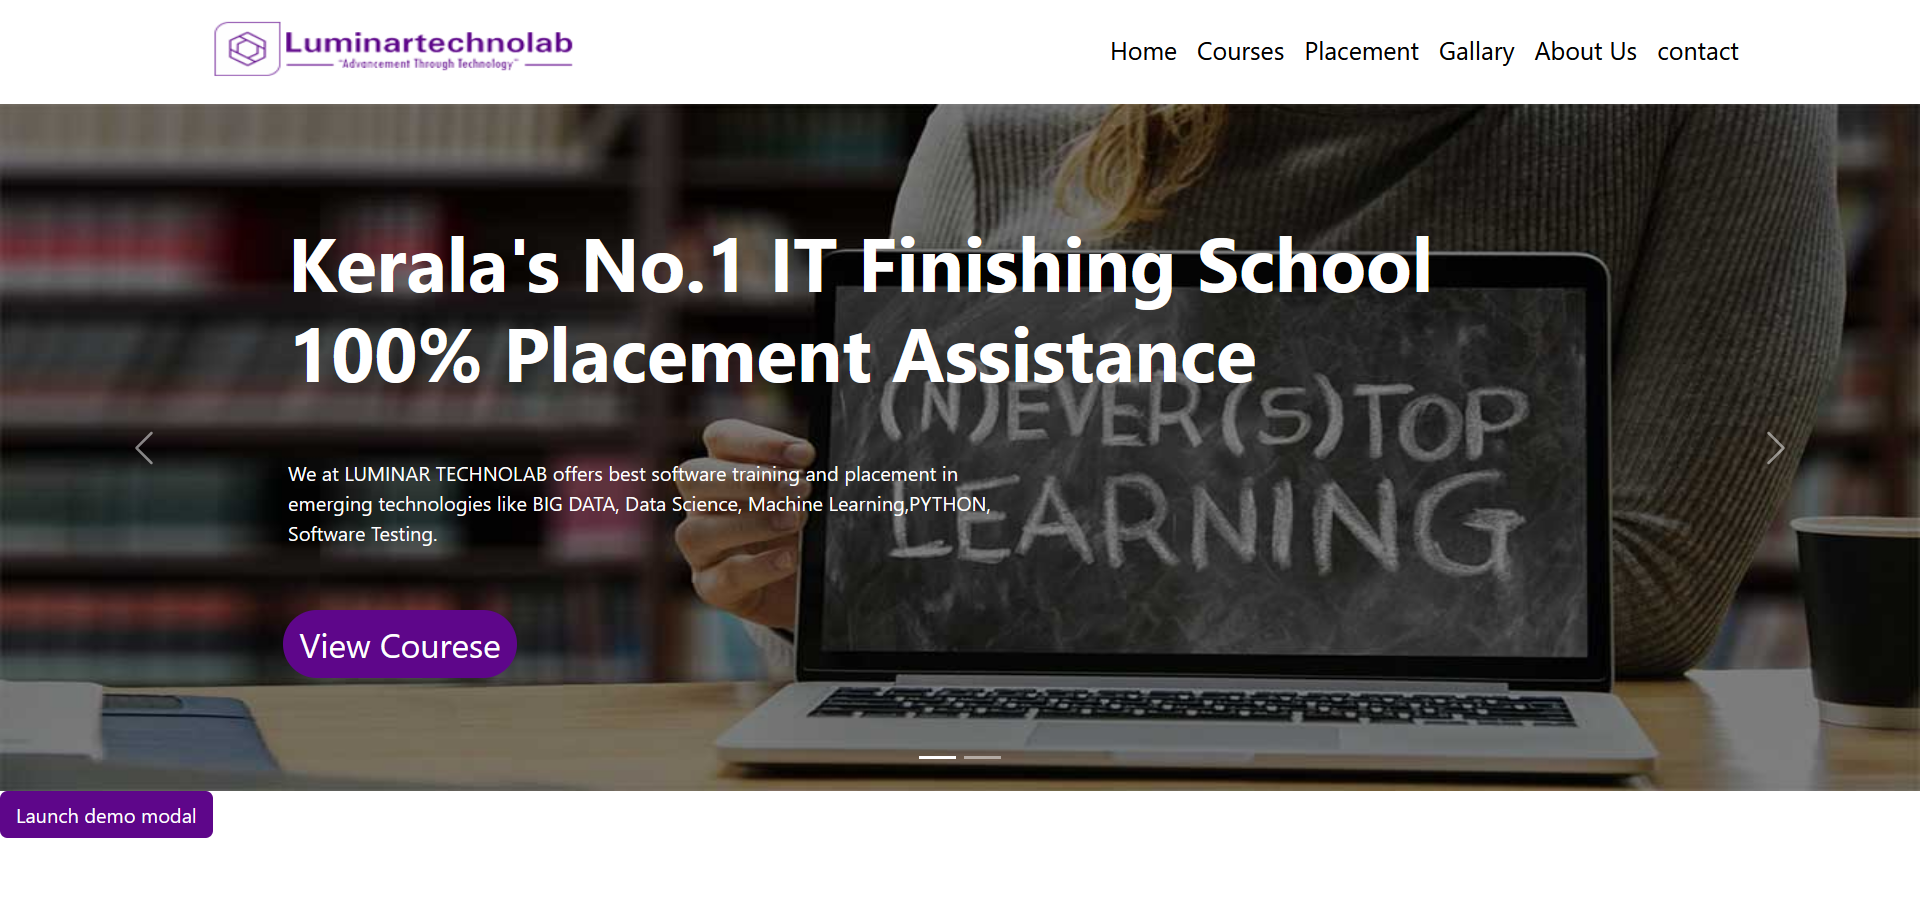 Luminartechnolab
"Advancement Through Technology"
Home Courses Placement Gallary About Us contact
Kerala's No.1 IT Finishing School
100% Placement Assistance
(N)EVER(S)TOP
LEARNING
We at LUMINAR TECHNOLAB offers best software training and placement in
emerging technologies like BIG DATA, Data Science, Machine Learning,PYTHON,
Software Testing.
View Courese
Launch demo modal